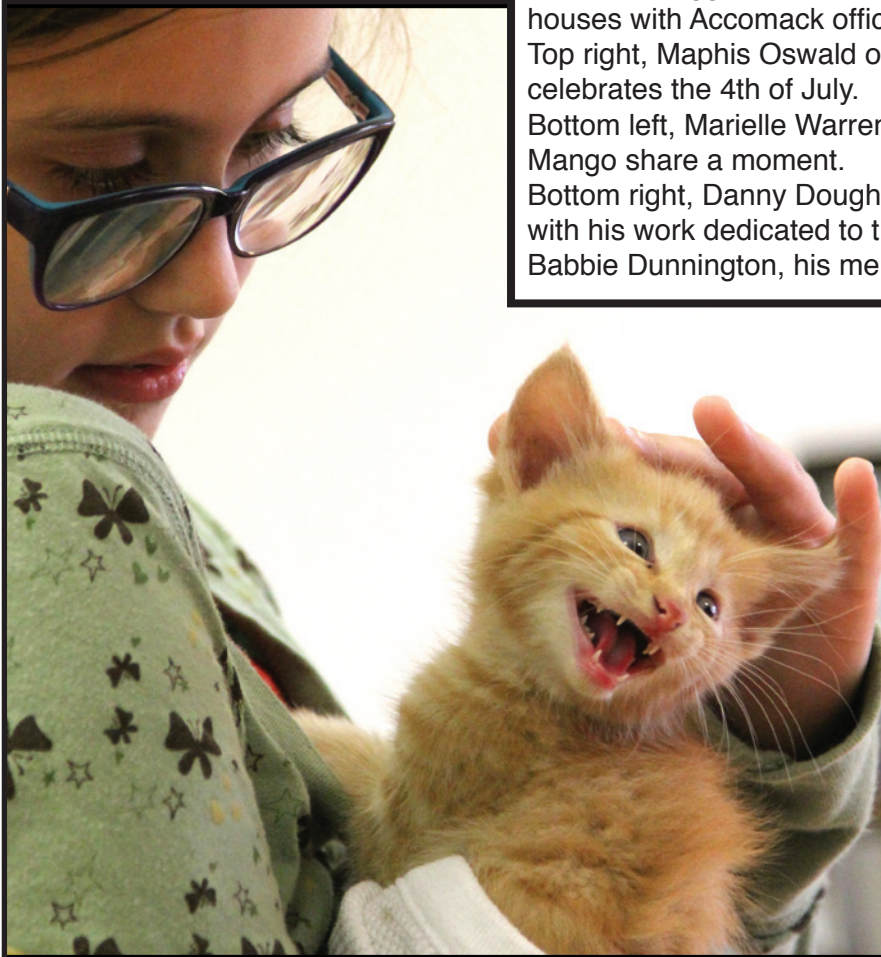 houses with Accomack offic
Top right, Maphis Oswald o
celebrates the 4th of July.
Bottom left, Marielle Warren
Mango share a moment.
Bottom right, Danny Dough
with his work dedicated to t
Babbie Dunnington, his me